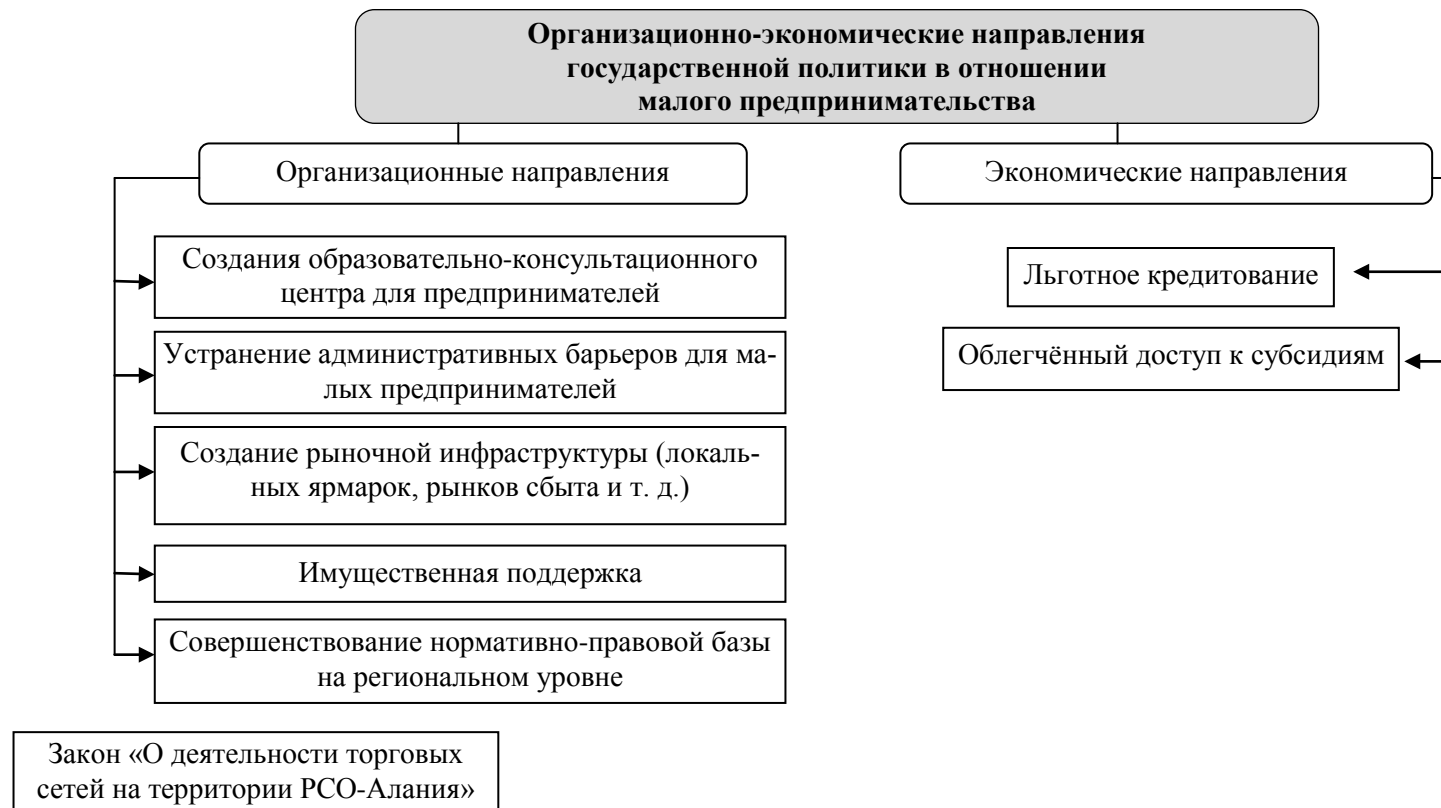 Организационно-экономические направления
государственной политики в отношении
малого предпринимательства
Организационные направления
Экономические направления
Создания образовательно-консультационного
центра для предпринимателей
Льготное кредитование
Устранение административных барьеров для ма-
лых предпринимателей
Облегчённый доступ к субсидиям
Создание рыночной инфраструктуры (локаль-
ных ярмарок, рынков сбыта и т. д.)
Имущественная поддержка
Совершенствование нормативно-правовой базы
на региональном уровне
Закон «О деятельности торговых
сетей на территории РСО-Алания»